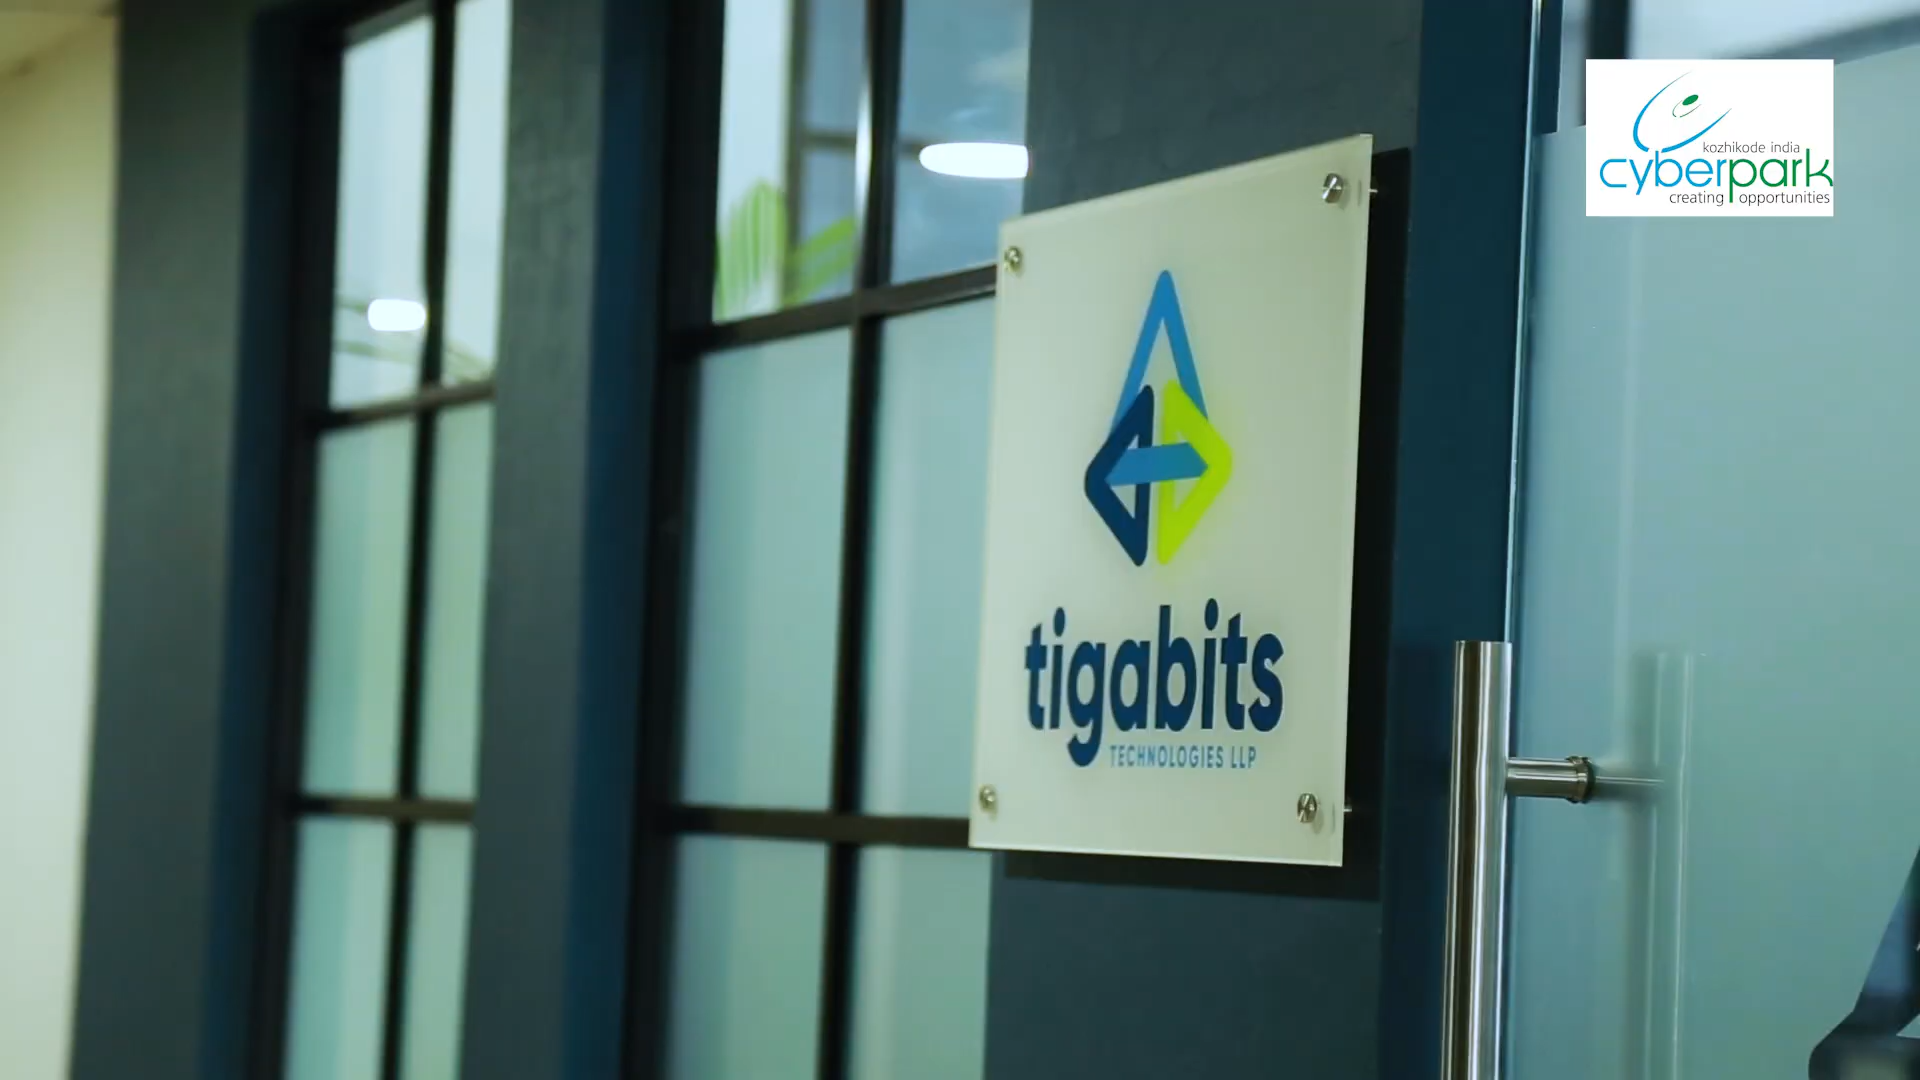 kozhikode india
cyberpark
creating opportunities
tigabits
TECHNOLOGIES LLP